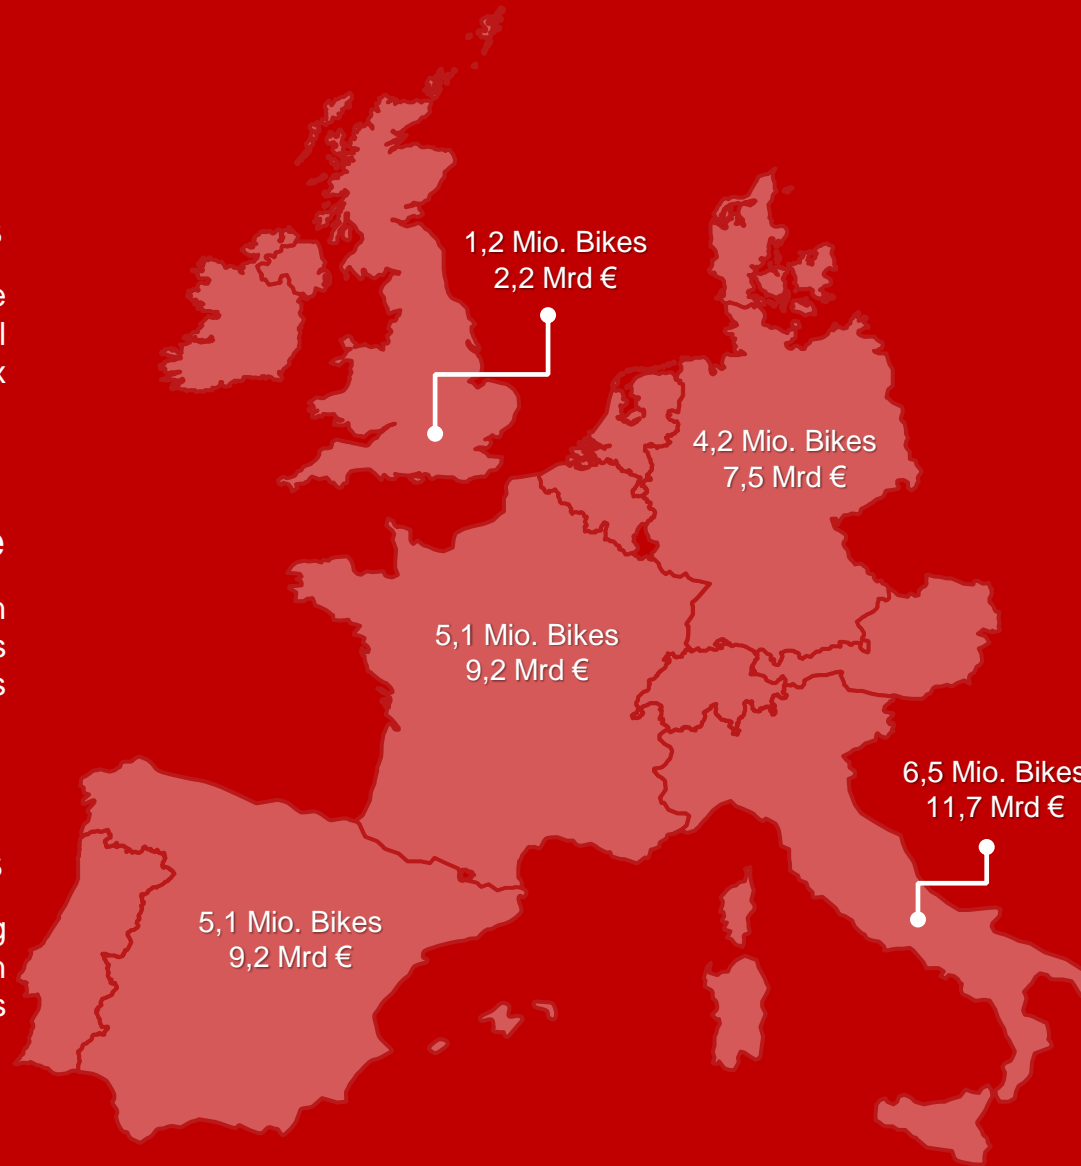 1,2 Mio. Bikes
2,2 Mrd €
4,2 Mio. Bikes
7,5 Mrd €
5,1 Mio. Bikes
9,2 Mrd €
6,5 Mio. Bikes
11,7 Mrd €
5,1 Mio. Bikes
9,2 Mrd €